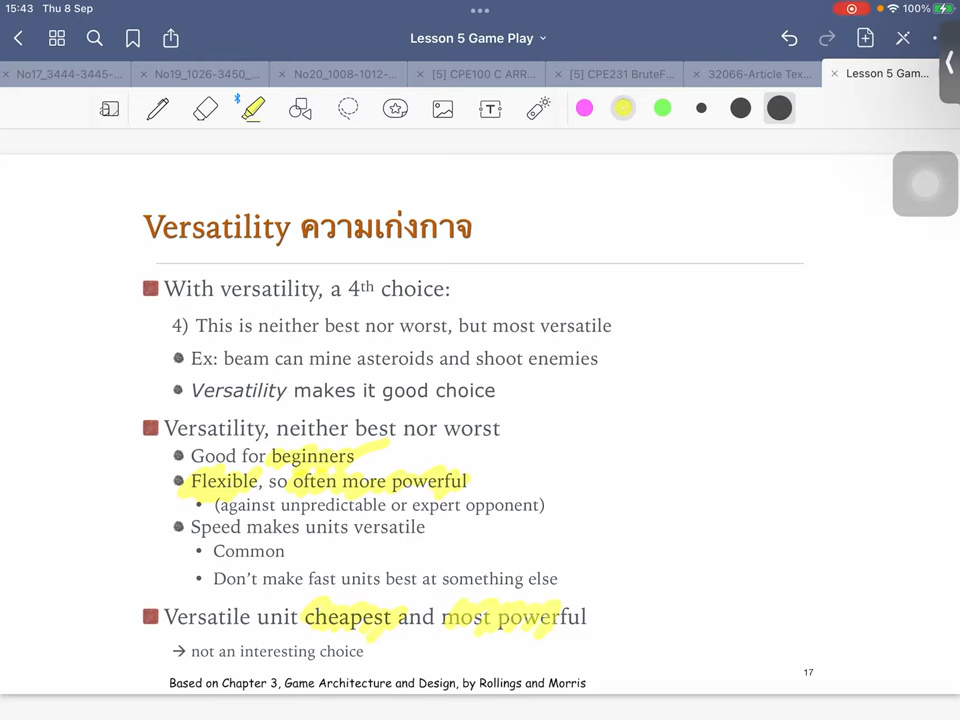 15:43 Thu 8 Sep
100%
Lesson 5 Game Play
No17_3444-3445-...
No19_1026-3450_...
No20_1008-1012-...
[5] CPE100 C ARR...
[5] CPE231 BruteF...
32066-Article Tex...
Lesson 5 Gam...
Versatility ความเก่งกาจ
With versatility, a 4th choice:
4) This is neither best nor worst, but most versatile
Ex: beam can mine asteroids and shoot enemies
Versatility makes it good choice
Versatility, neither best nor worst
Good for beginners
Flexible, so often more powerful
• (against unpredictable or expert opponent)
Speed makes units versatile
• Common
• Don't make fast units best at something else
Versatile unit cheapest and most powerful
→ not an interesting choice
17
Based on Chapter 3, Game Architecture and Design, by Rollings and Morris